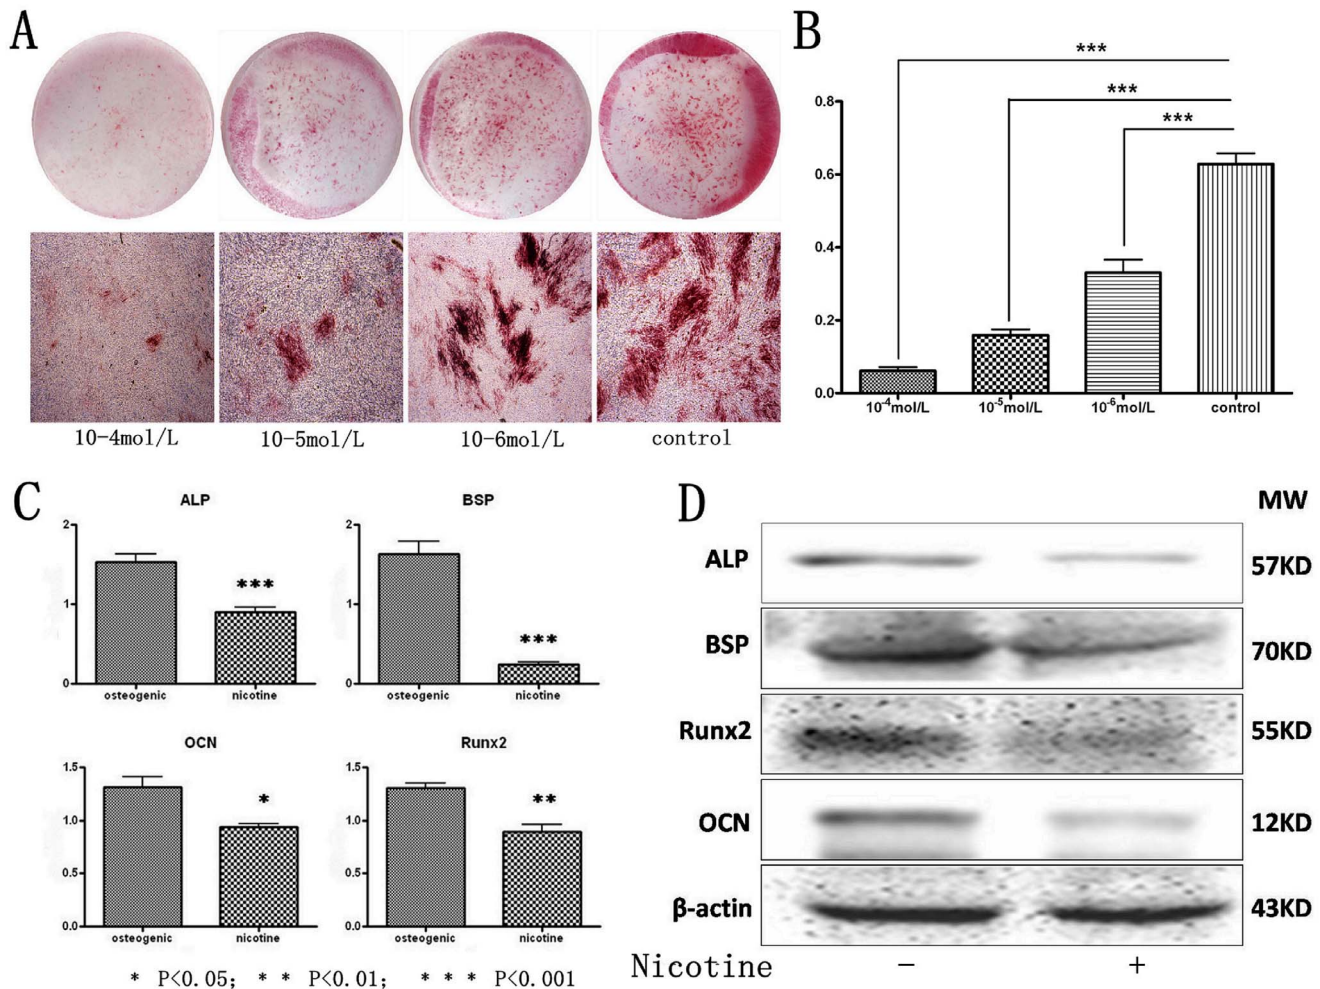 A
10-4mol/L 10-5mol/L 10-6mol/L control
B
***
***
***
0.8
0.6
0.4
0.2
0.0
10⁻⁴mol/L 10⁻⁵mol/L 10⁻⁶mol/L control
C
ALP
2
1
0
***
osteogenic nicotine
BSP
2
1
0
***
osteogenic nicotine
OCN
1.5
1.0
0.5
0.0
*
osteogenic nicotine
Runx2
1.5
1.0
0.5
0.0
**
osteogenic nicotine
* P<0.05; ** P<0.01; *** P<0.001
D
MW
ALP 57KD
BSP 70KD
Runx2 55KD
OCN 12KD
β-actin 43KD
Nicotine − +